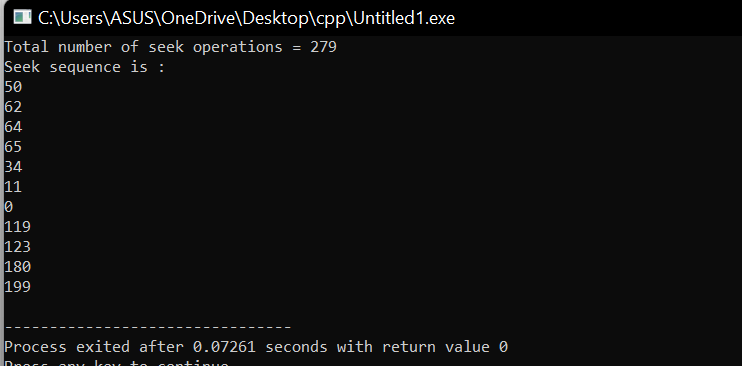 C:\Users\ASUS\OneDrive\Desktop\cpp\Untitled1.exe
Total number of seek operations = 279
Seek sequence is :
50
62
64
65
34
11
0
119
123
180
199
--------------------------------
Process exited after 0.07261 seconds with return value 0
Press any key to continue